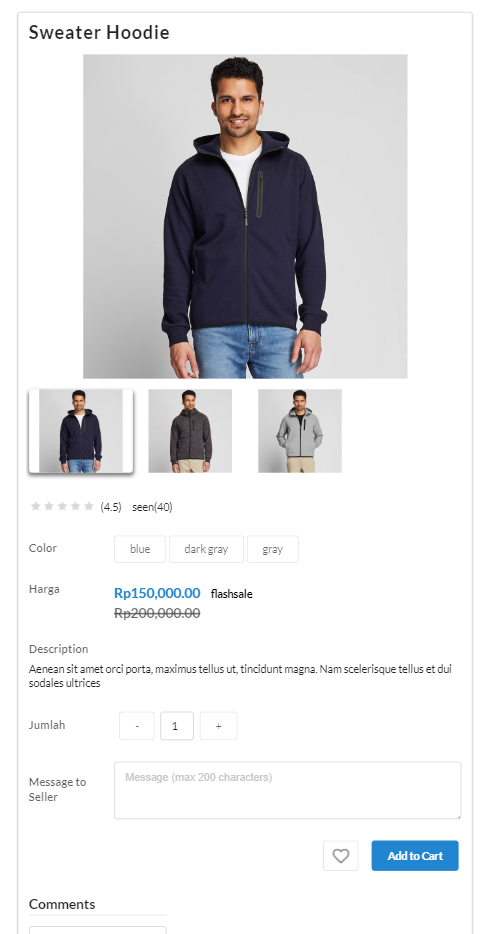 Sweater Hoodie
(4.5) seen(40)
Color blue dark gray gray
Harga Rp150,000.00 flashsale
Rp200,000.00
Description
Aenean sit amet orci porta, maximus tellus ut, tincidunt magna. Nam scelerisque tellus et dui
sodales ultrices
Jumlah - 1 +
Message to
Seller
Message (max 200 characters)
Add to Cart
Comments